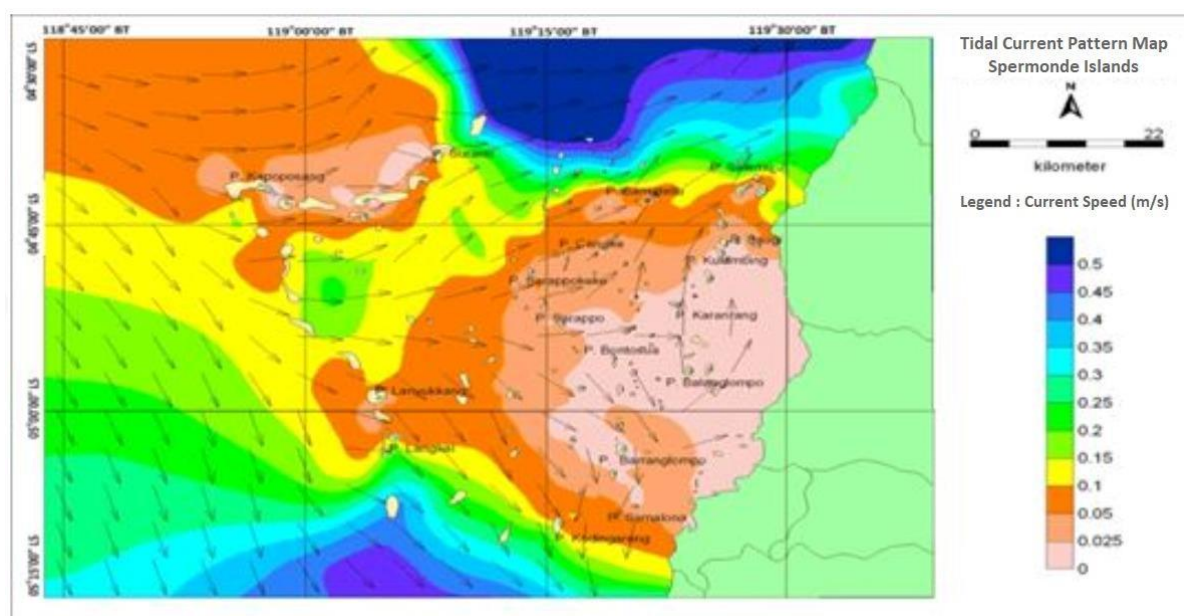 118°45'00" BT
119°00'00" BT
119°15'00" BT
119°30'00" BT
04°30'00 LS
04°45'00 LS
05°00'00 LS
05°15'00 LS
P. Kapoposang
P. Cangke
P. Kulambing
P. Sarappokeke
P. Sarappo
P. Karanrang
P. Bontosua
P. Balanglompo
P. Lanyukkang
P. Langkai
P. Barranglompo
P. Samalona
P. Kodingareng
Tidal Current Pattern Map
Spermonde Islands
N
0 22
kilometer
Legend : Current Speed (m/s)
0.5
0.45
0.4
0.35
0.3
0.25
0.2
0.15
0.1
0.05
0.025
0